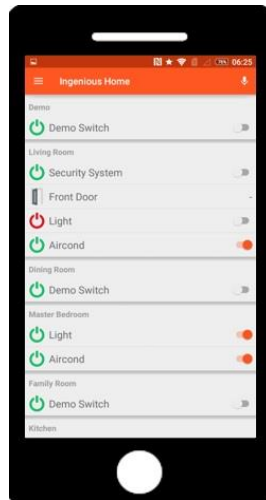 76% 06:25
Ingenious Home
Demo
Demo Switch
Living Room
Security System
Front Door
-
Light
Aircond
Dining Room
Demo Switch
Master Bedroom
Light
Aircond
Family Room
Demo Switch
Kitchen